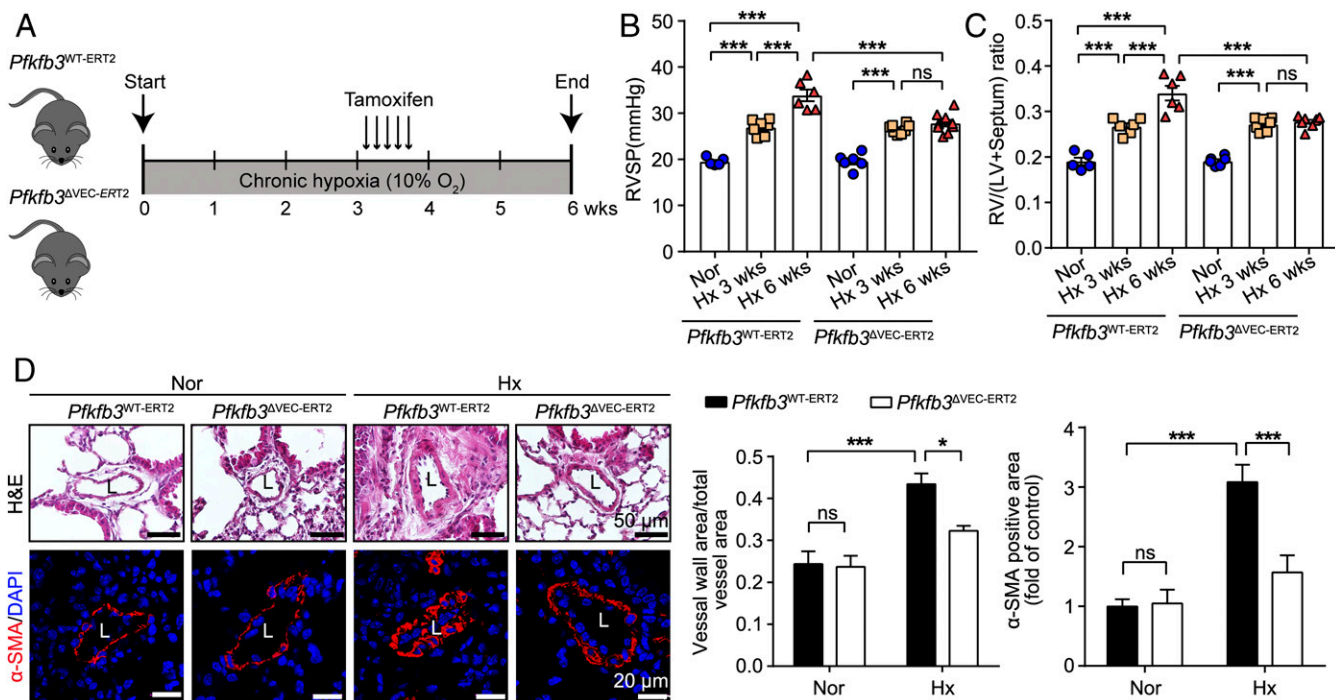 A
Pfkfb3WT-ERT2
Pfkfb3ΔVEC-ERT2
Start
Tamoxifen
End
Chronic hypoxia (10% O2)
0 1 2 3 4 5 6 wks
B
RVSP(mmHg)
50
40
30
20
10
0
***
*** ***
***
*** ns
Nor
Hx 3 wks
Hx 6 wks
Nor
Hx 3 wks
Hx 6 wks
Pfkfb3WT-ERT2 Pfkfb3ΔVEC-ERT2
C
RV/(LV+Septum) ratio
0.5
0.4
0.3
0.2
0.1
0.0
***
*** ***
***
*** ns
Nor
Hx 3 wks
Hx 6 wks
Nor
Hx 3 wks
Hx 6 wks
Pfkfb3WT-ERT2 Pfkfb3ΔVEC-ERT2
D
Nor Hx
Pfkfb3WT-ERT2 Pfkfb3ΔVEC-ERT2 Pfkfb3WT-ERT2 Pfkfb3ΔVEC-ERT2
H&E
L L L L
50 μm
α-SMA/DAPI
L L L L
20 μm
Pfkfb3WT-ERT2 Pfkfb3ΔVEC-ERT2
Vessal wall area/total
vessel area
0.5
0.4
0.3
0.2
0.1
0.0
ns
*** *
Nor Hx
α-SMA positive area
(fold of control)
4
3
2
1
0
ns
*** ***
Nor Hx